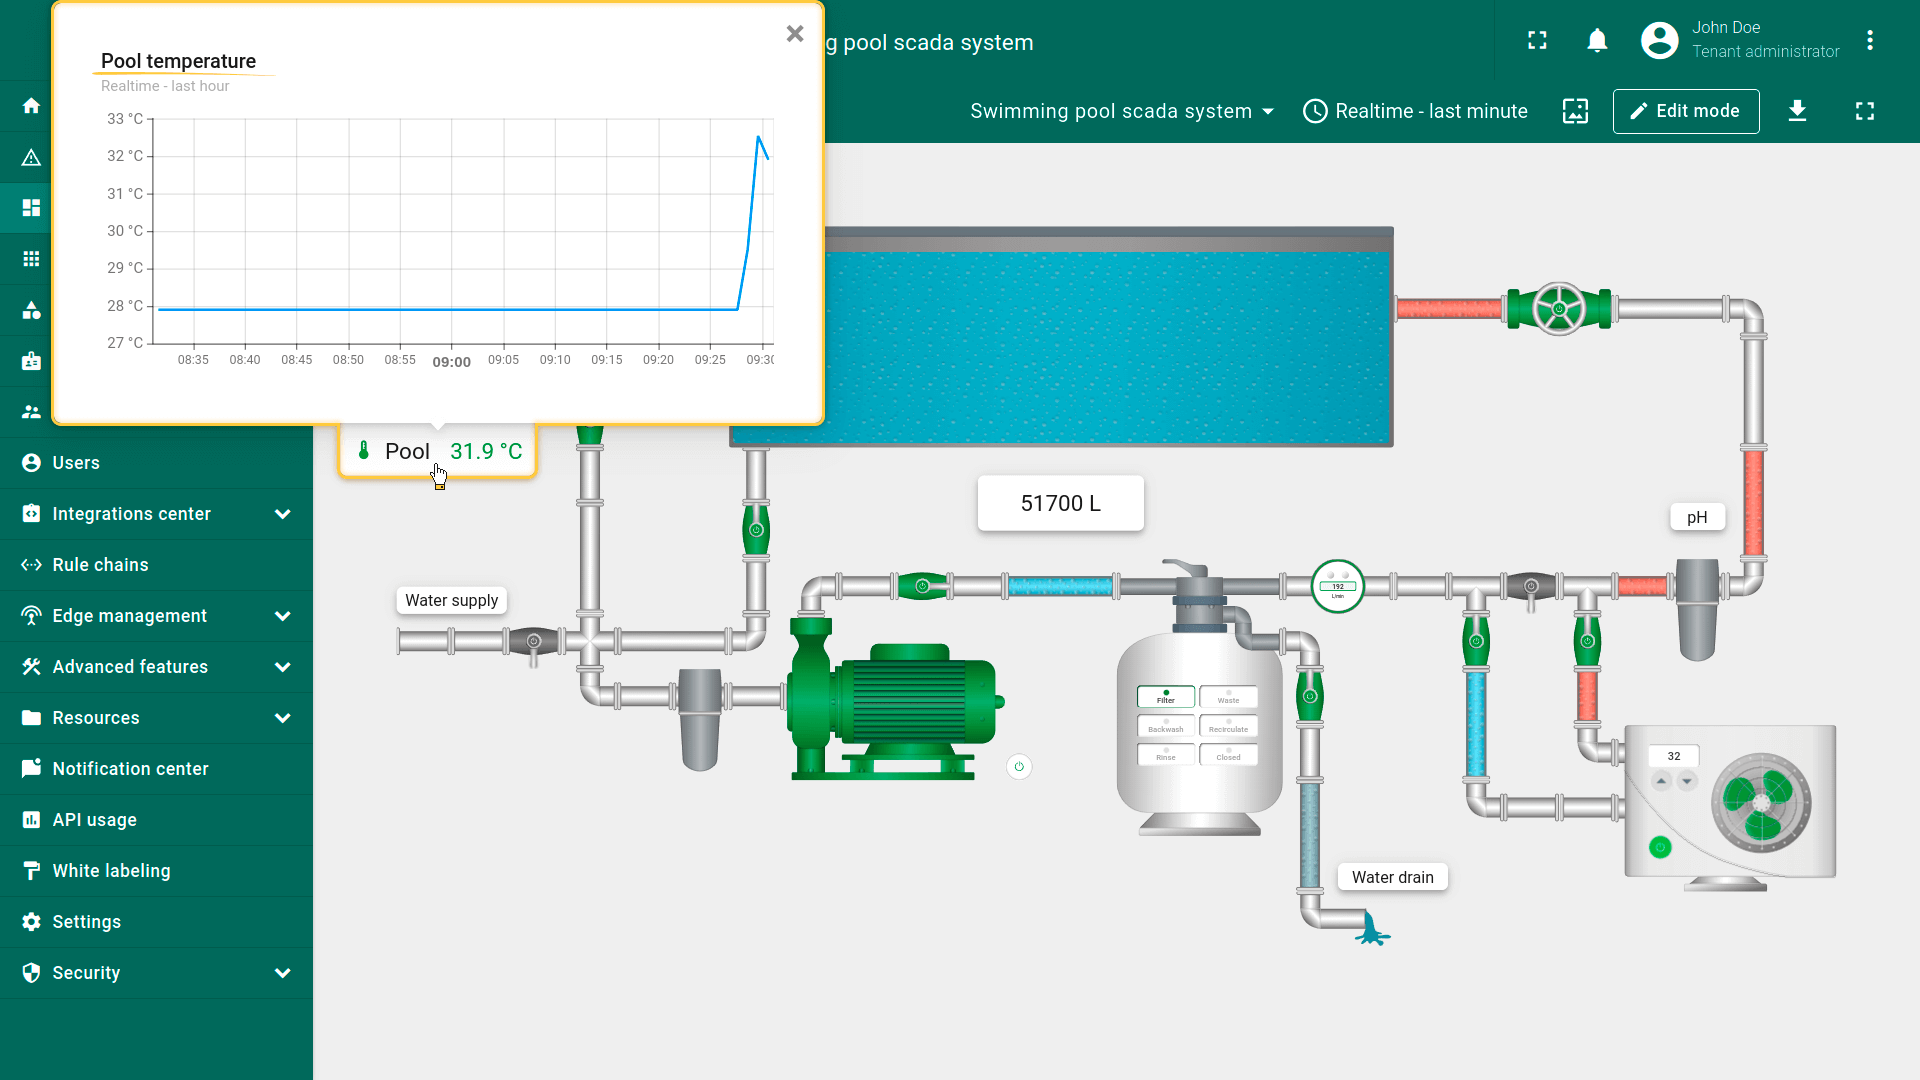 g pool scada system
John Doe
Tenant administrator
Swimming pool scada system
Realtime - last minute
Edit mode
Pool temperature
Realtime - last hour
33 °C
32 °C
31 °C
30 °C
29 °C
28 °C
27 °C
08:35 08:40 08:45 08:50 08:55 09:00 09:05 09:10 09:15 09:20 09:25 09:30
Pool 31.9 °C
Users
Integrations center
Rule chains
Edge management
Advanced features
Resources
Notification center
API usage
White labeling
Settings
Security
51700 L
pH
Water supply
192
L/min
Filter Waste
Backwash Recirculate
Rinse Closed
32
Water drain